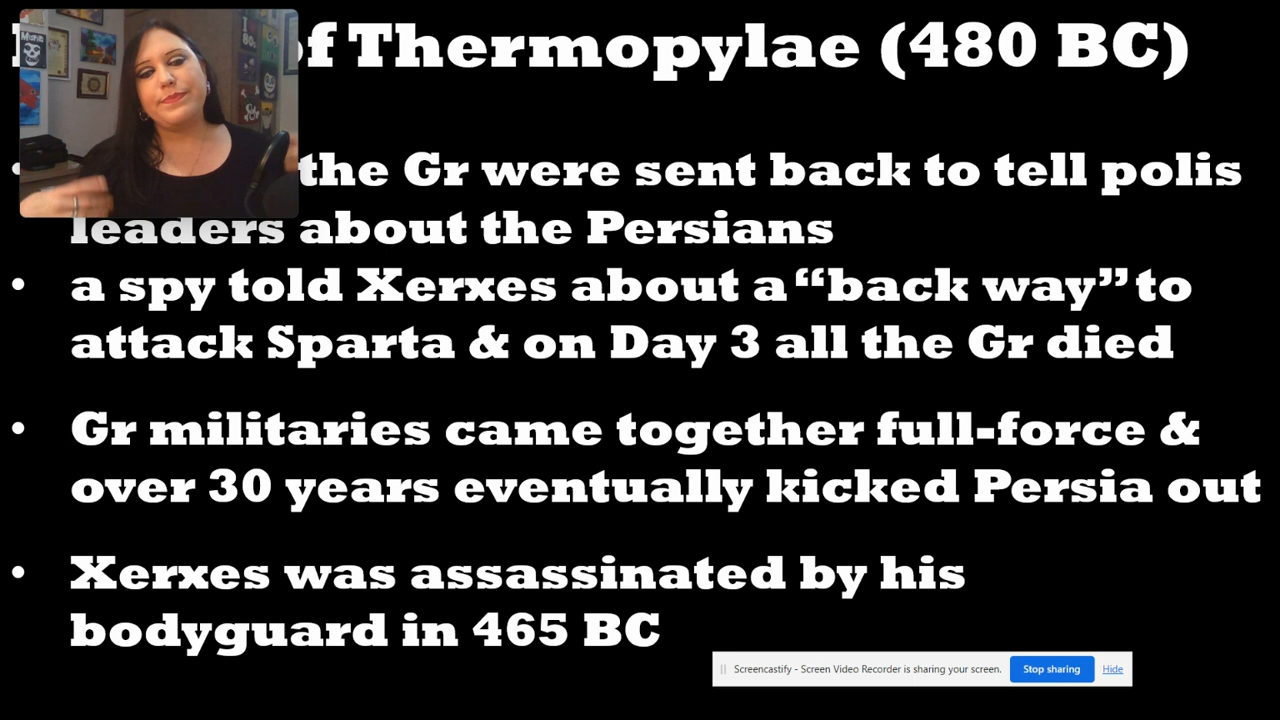 of Thermopylae (480 BC)
the Gr were sent back to tell polis
leaders about the Persians
• a spy told Xerxes about a “back way” to
attack Sparta & on Day 3 all the Gr died
• Gr militaries came together full-force &
over 30 years eventually kicked Persia out
• Xerxes was assassinated by his
bodyguard in 465 BC
Screencastify - Screen Video Recorder is sharing your screen. Stop sharing Hide